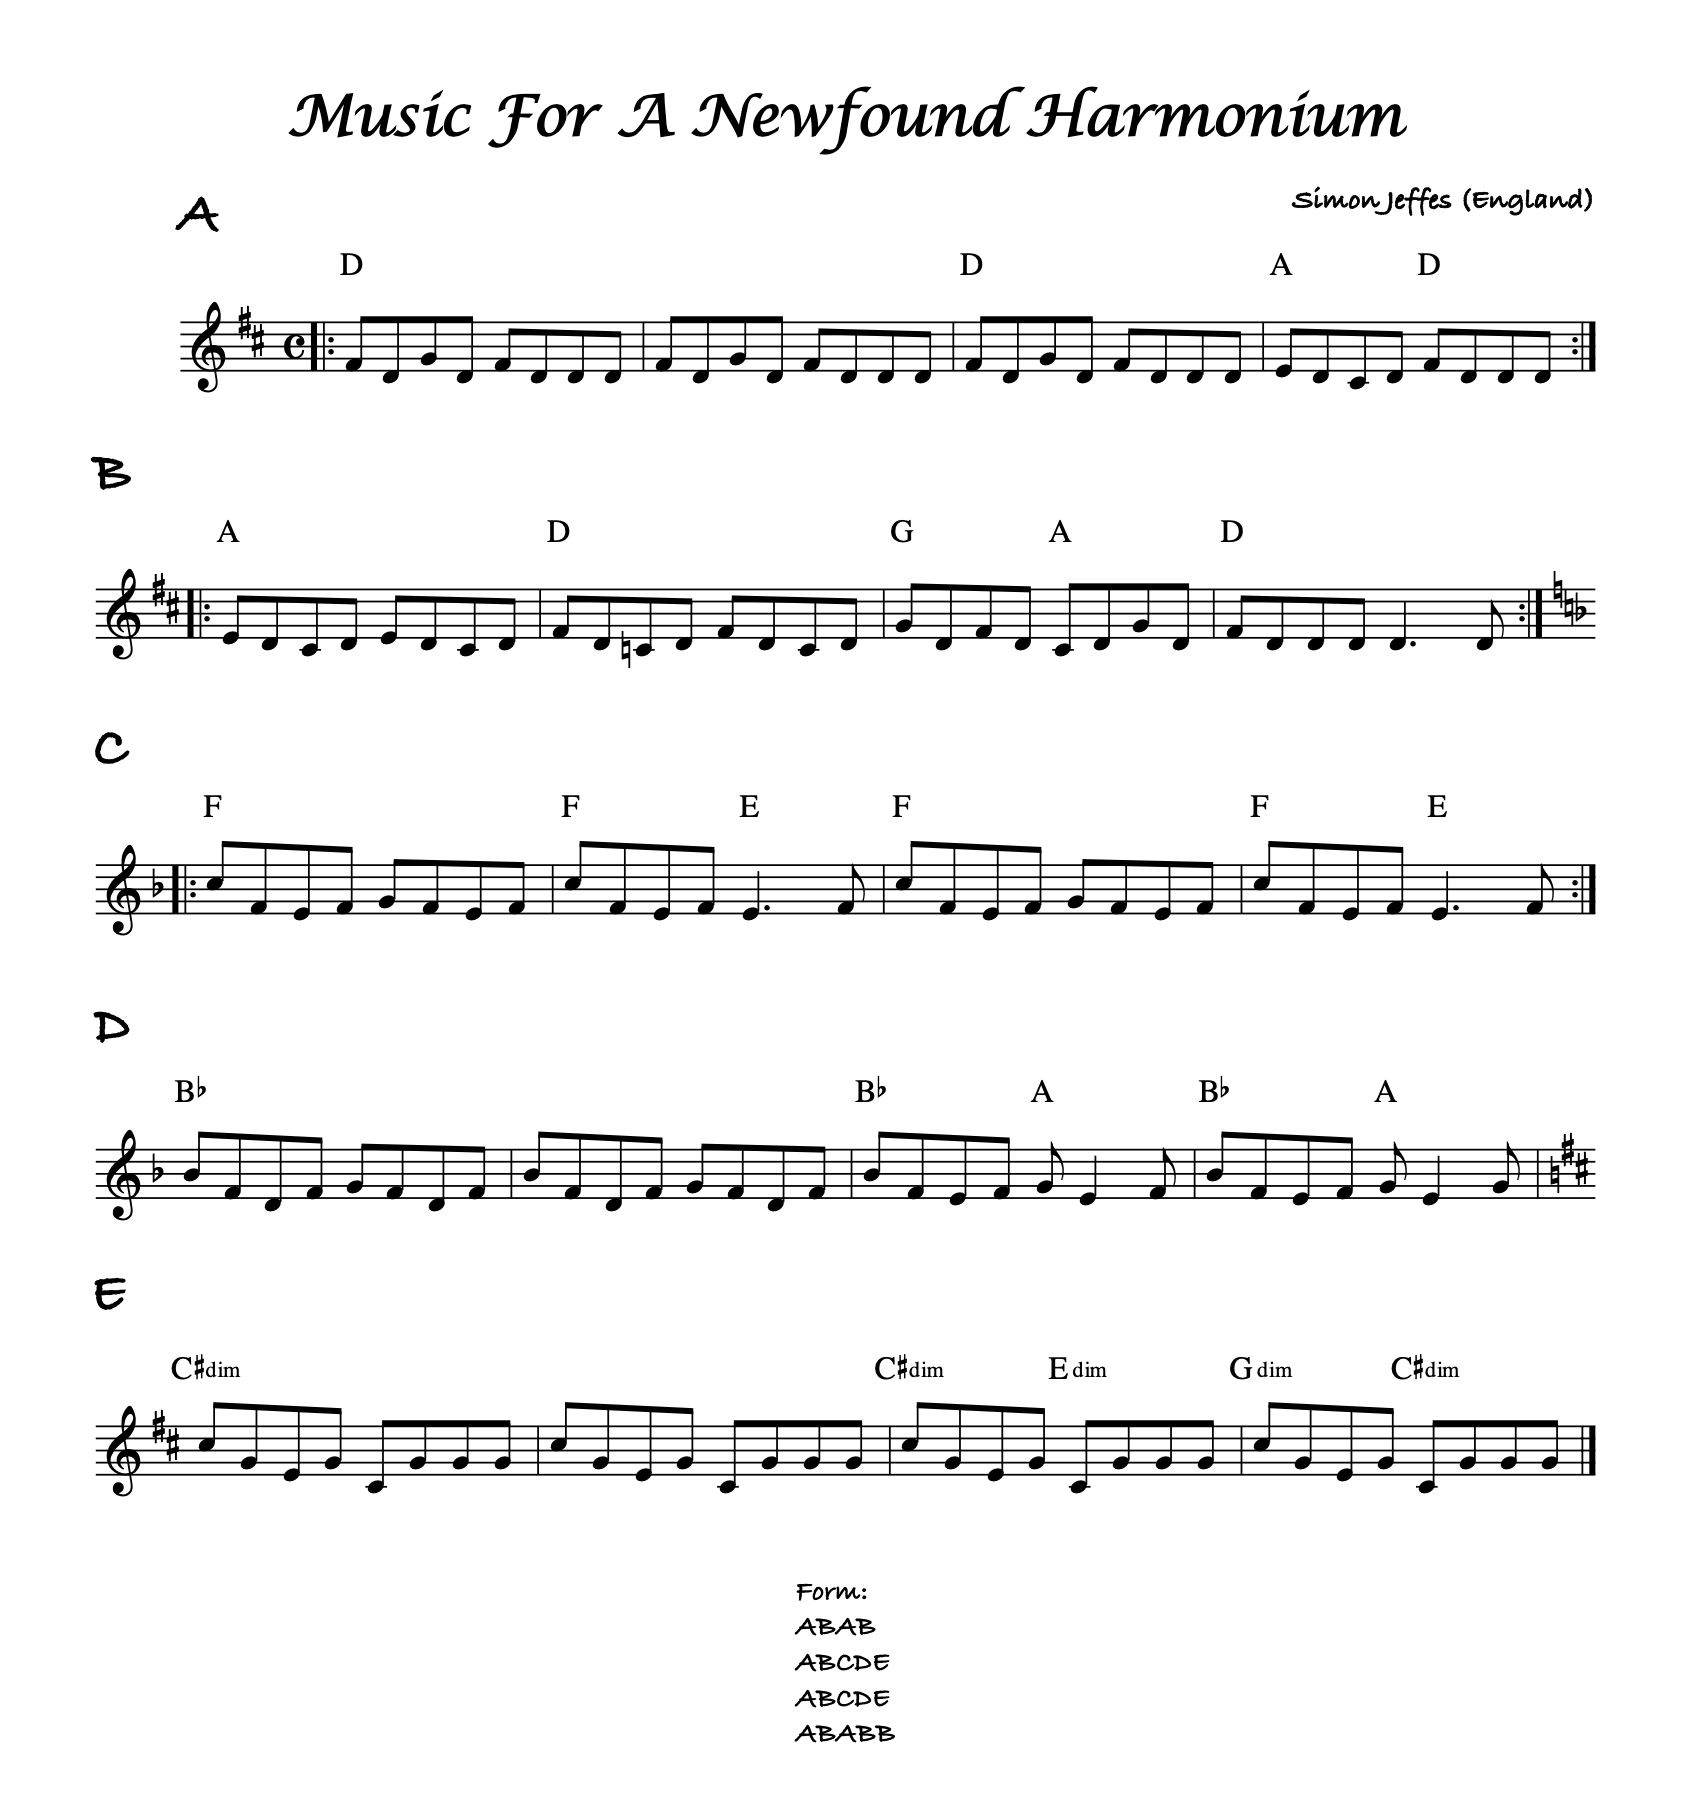 Music For A Newfound Harmonium
Simon Jeffes (England)
A
D D A D
B
A D G A D
C
F F E F F E
D
B♭ B♭ A B♭ A
E
C♯dim C♯dim E dim G dim C♯dim
Form:
ABAB
ABCDE
ABCDE
ABABB